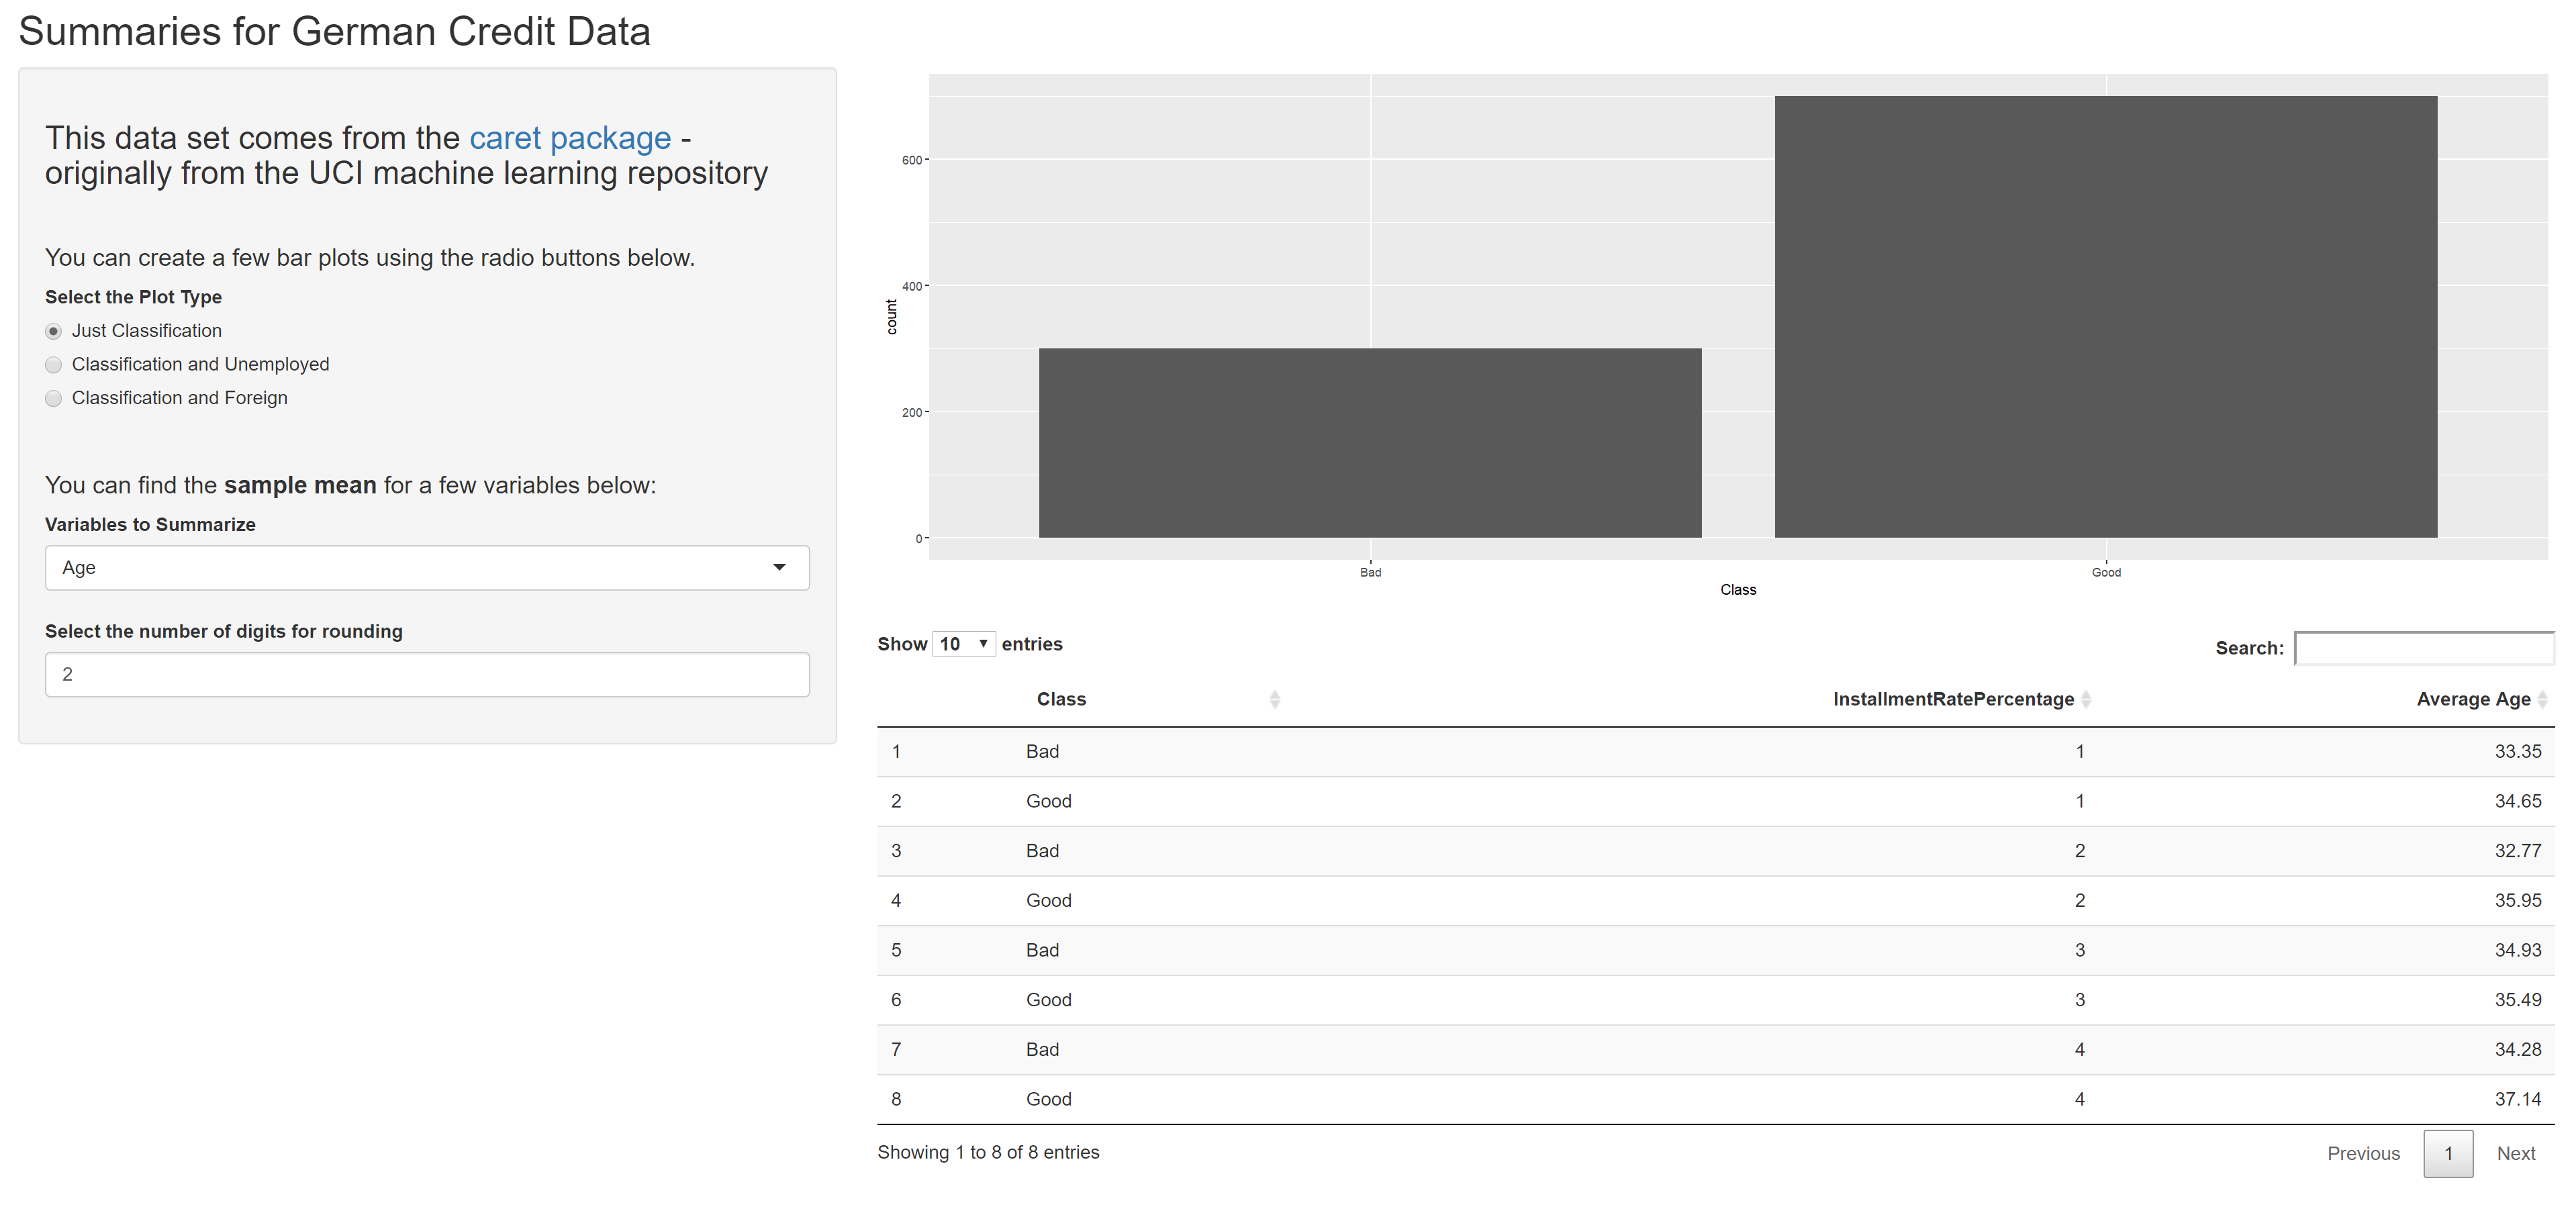 Summaries for German Credit Data
This data set comes from the caret package -
originally from the UCI machine learning repository
You can create a few bar plots using the radio buttons below.
Select the Plot Type
Just Classification
Classification and Unemployed
Classification and Foreign
You can find the sample mean for a few variables below:
Variables to Summarize
Age
Select the number of digits for rounding
2
600
400
200
0
count
Bad Good
Class
Show 10 entries Search:
Class InstallmentRatePercentage Average Age
1 Bad 1 33.35
2 Good 1 34.65
3 Bad 2 32.77
4 Good 2 35.95
5 Bad 3 34.93
6 Good 3 35.49
7 Bad 4 34.28
8 Good 4 37.14
Showing 1 to 8 of 8 entries Previous 1 Next